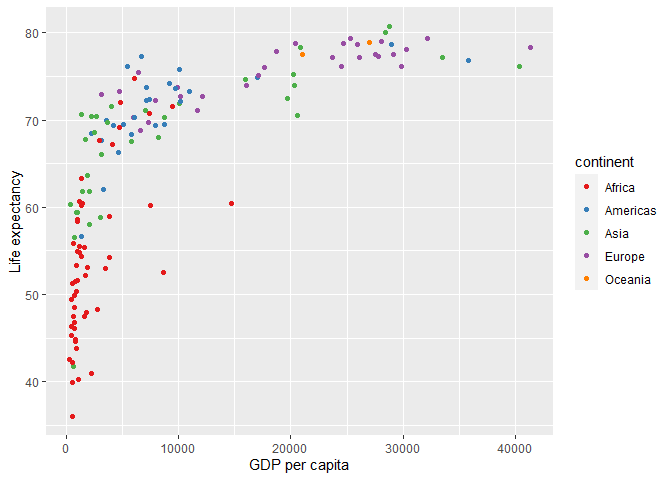 80
70
60
50
40
Life expectancy
0
10000
20000
30000
40000
GDP per capita
continent
Africa
Americas
Asia
Europe
Oceania